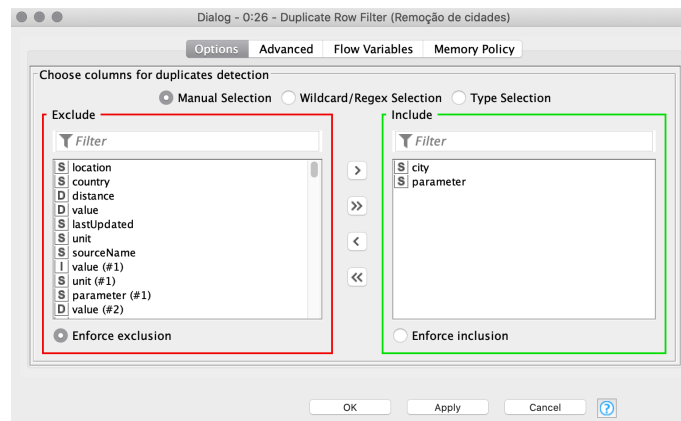 Dialog - 0:26 - Duplicate Row Filter (Remoção de cidades)
Options Advanced Flow Variables Memory Policy
Choose columns for duplicates detection
Manual Selection Wildcard/Regex Selection Type Selection
Exclude
Filter
S location
S country
D distance
D value
S lastUpdated
S unit
S sourceName
I value (#1)
S unit (#1)
S parameter (#1)
D value (#2)
Enforce exclusion
>
>>
<
<<
Include
Filter
S city
S parameter
Enforce inclusion
OK Apply Cancel ?